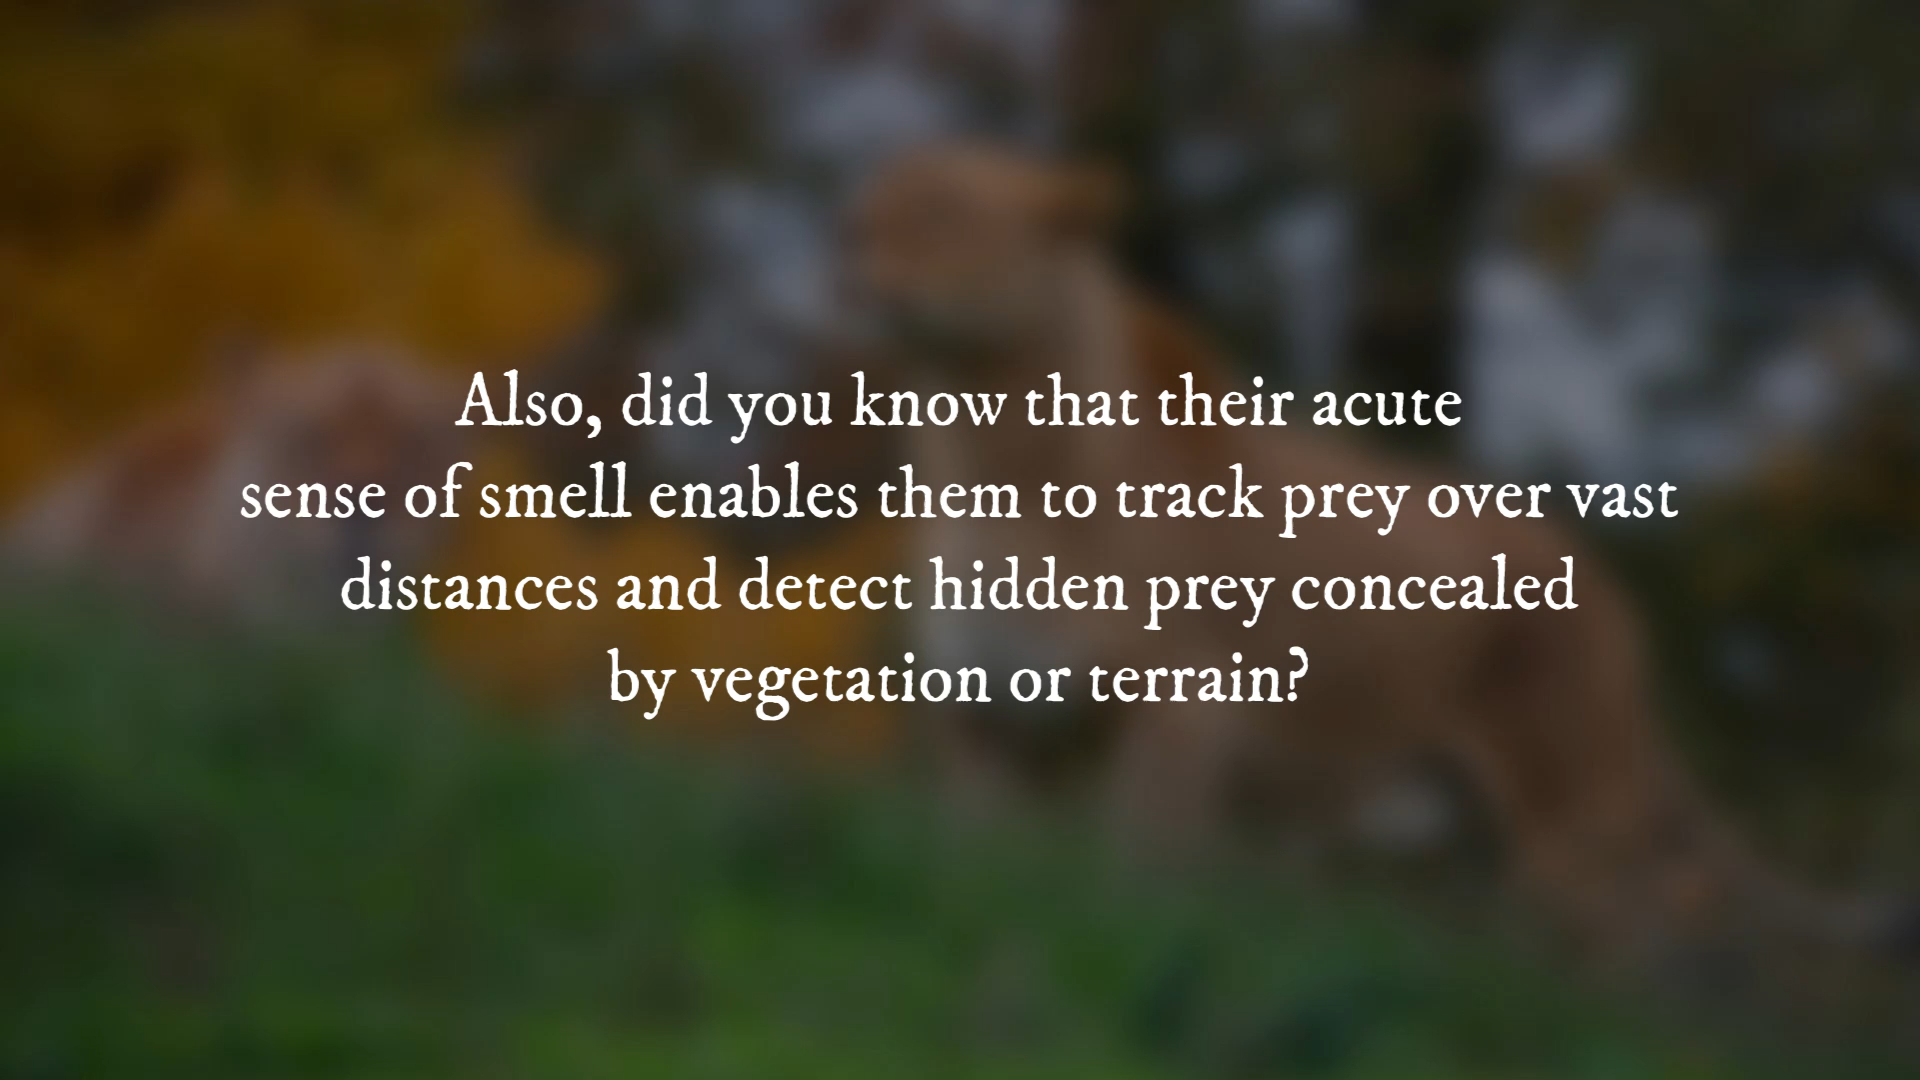 Also, did you know that their acute
sense of smell enables them to track prey over vast
distances and detect hidden prey concealed
by vegetation or terrain?